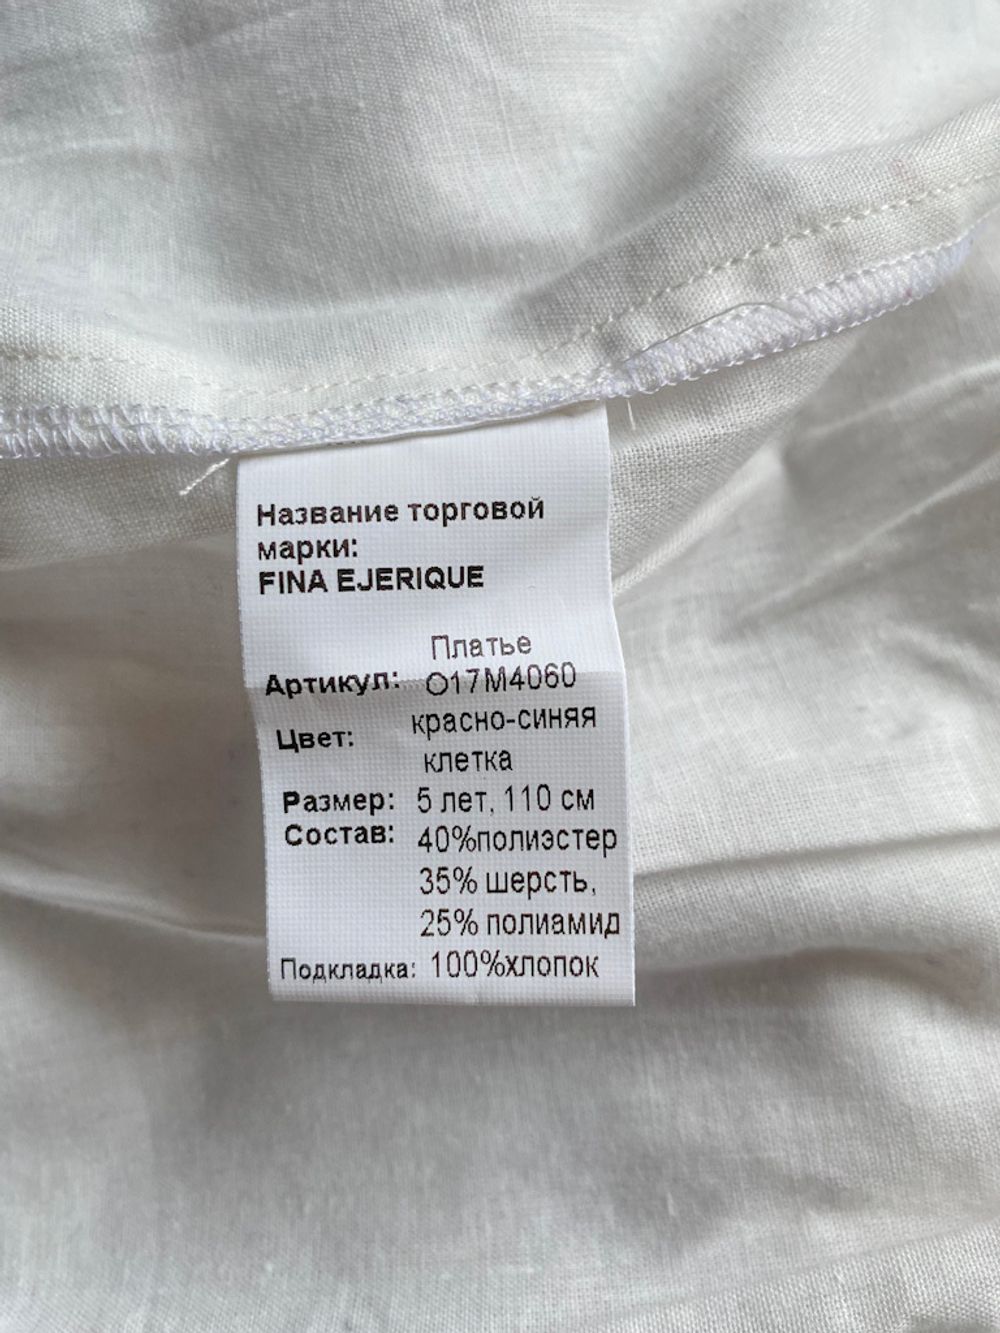 Название торговой
марки:
FINA EJERIQUE
Платье
Артикул: О17М4060
Цвет: красно-синяя
клетка
Размер: 5 лет, 110 см
Состав: 40%полиэстер
35% шерсть,
25% полиамид
Подкладка: 100%хлопок